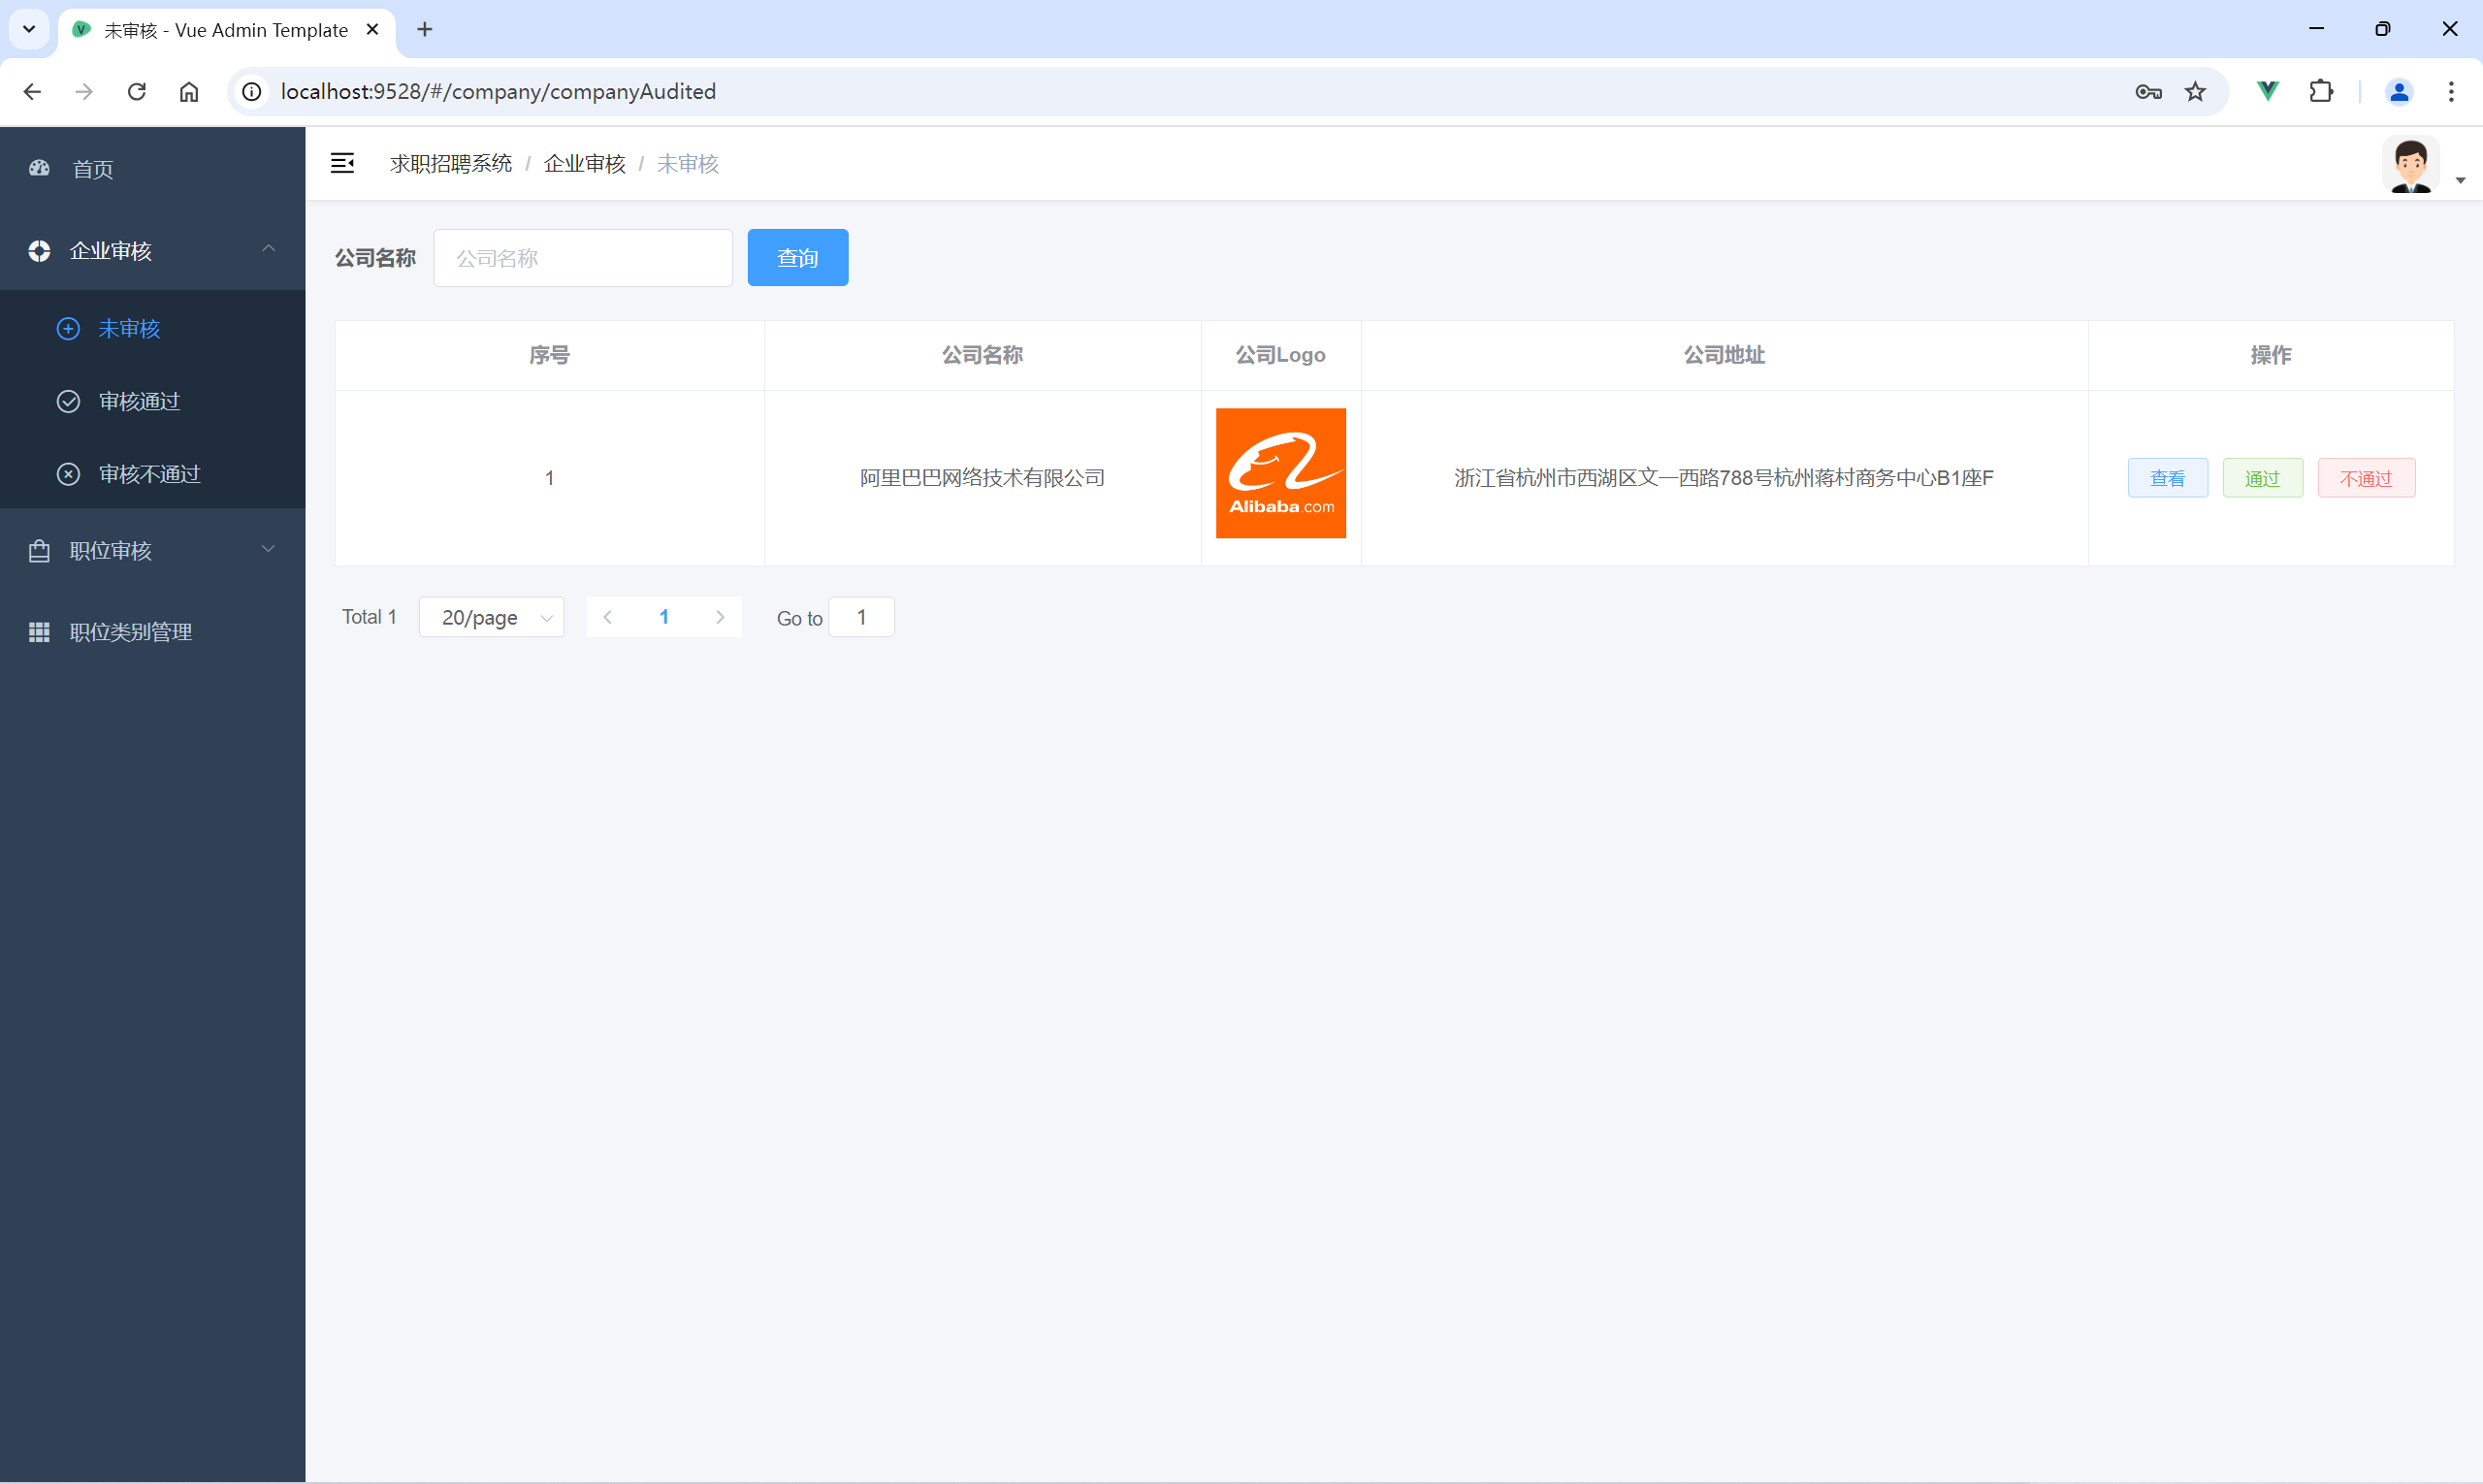 未审核 - Vue Admin Template
localhost:9528/#/company/companyAudited
首页
企业审核
未审核
审核通过
审核不通过
职位审核
职位类别管理
求职招聘系统 / 企业审核 / 未审核
公司名称 公司名称 查询
序号 公司名称 公司Logo 公司地址 操作
1 阿里巴巴网络技术有限公司 Alibaba.com 浙江省杭州市西湖区文一西路788号杭州蒋村商务中心B1座F 查看 通过 不通过
Total 1 20/page 1 Go to 1